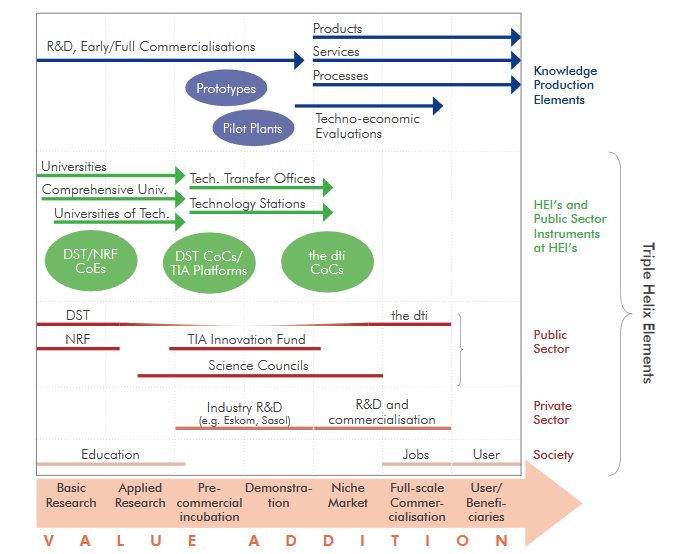 Products
R&D, Early/Full Commercialisations
Services
Processes
Knowledge
Production
Elements
Prototypes
Pilot Plants
Techno-economic
Evaluations
Universities
Tech. Transfer Offices
Comprehensive Univ.
Technology Stations
Universities of Tech.
HEI's and
Public Sector
Instruments
at HEI's
DST/NRF
CoEs
DST CoCs/
TIA Platforms
the dti
CoCs
Triple Helix Elements
DST
the dti
NRF
TIA Innovation Fund
Science Councils
Public
Sector
Industry R&D
(e.g. Eskom, Sasol)
R&D and
commercialisation
Private
Sector
Education
Jobs
User
Society
Basic
Research
Applied
Research
Pre-
commercial
incubation
Demonstra-
tion
Niche
Market
Full-scale
Commer-
cialisation
User/
Benefi-
ciaries
VALUE ADDITION